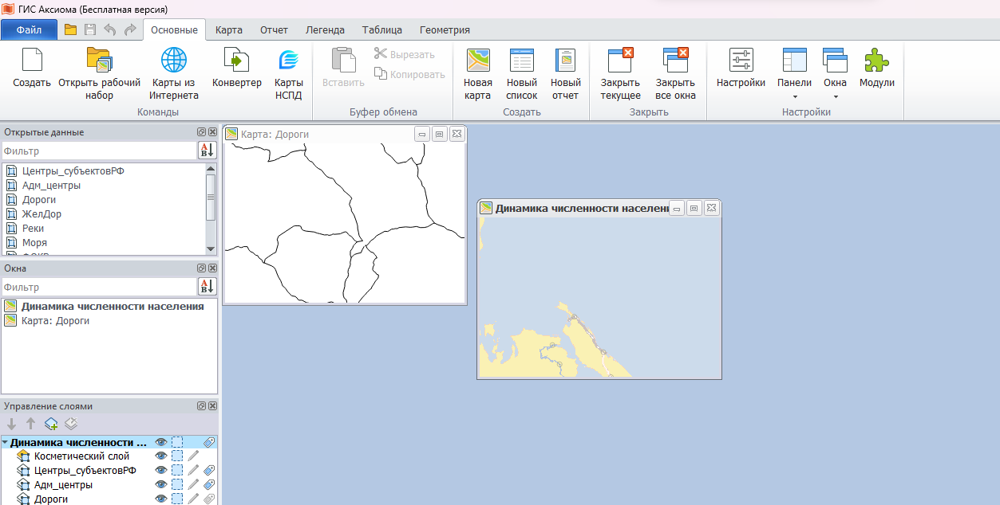 ГИС Аксиома (Бесплатная версия)
Файл Основные Карта Отчет Легенда Таблица Геометрия
Создать
Открыть рабочий набор
Карты из Интернета
Конвертер
Карты НСПД
Команды
Вставить
Вырезать
Копировать
Буфер обмена
Новая карта
Новый список
Новый отчет
Создать
Закрыть текущее
Закрыть все окна
Закрыть
Настройки
Панели
Окна
Модули
Настройки
Открытые данные
Фильтр
Центры_субъектовРФ
Адм_центры
Дороги
ЖелДор
Реки
Моря
Окна
Фильтр
Динамика численности населения
Карта: Дороги
Управление слоями
Динамика численности ...
Косметический слой
Центры_субъектовРФ
Адм_центры
Дороги
Карта: Дороги
Динамика численности населени